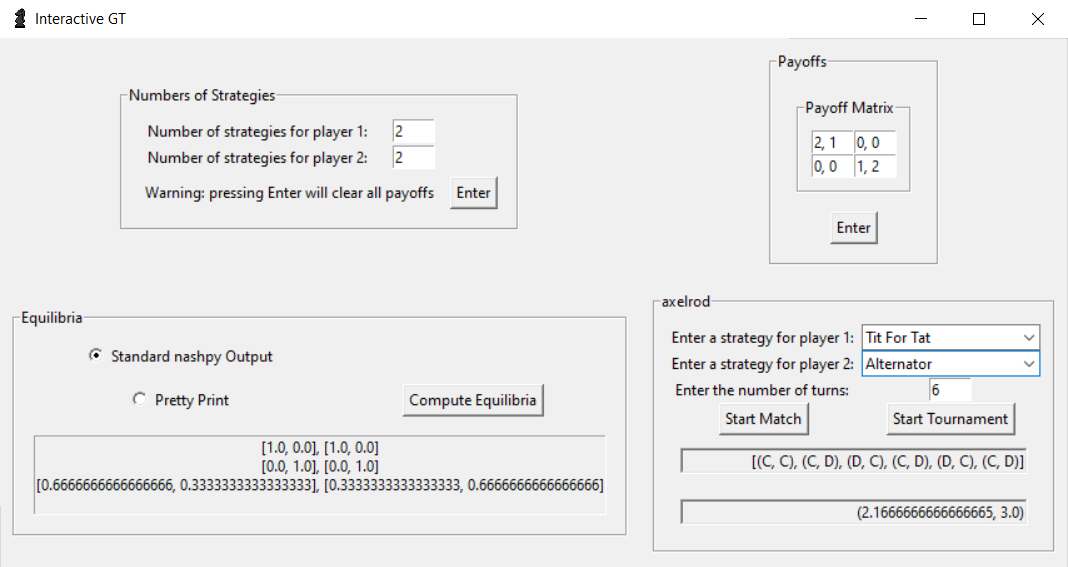 Interactive GT
Numbers of Strategies
Number of strategies for player 1: 2
Number of strategies for player 2: 2
Warning: pressing Enter will clear all payoffs Enter
Payoffs
Payoff Matrix
2, 1 0, 0
0, 0 1, 2
Enter
Equilibria
Standard nashpy Output
Pretty Print Compute Equilibria
[1.0, 0.0], [1.0, 0.0]
[0.0, 1.0], [0.0, 1.0]
[0.6666666666666666, 0.3333333333333333], [0.3333333333333333, 0.6666666666666666]
axelrod
Enter a strategy for player 1: Tit For Tat
Enter a strategy for player 2: Alternator
Enter the number of turns: 6
Start Match Start Tournament
[(C, C), (C, D), (D, C), (C, D), (D, C), (C, D)]
(2.1666666666666665, 3.0)